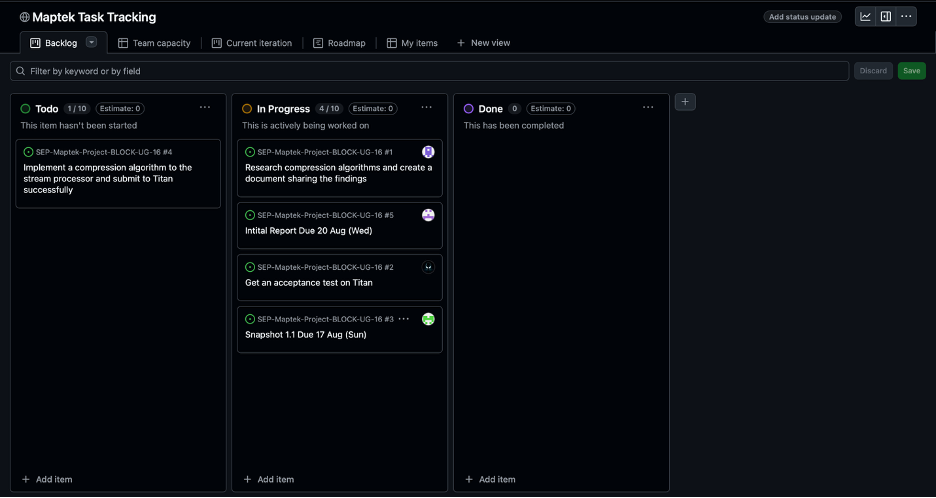 Maptek Task Tracking
Add status update
Backlog
Team capacity
Current iteration
Roadmap
My items
+ New view
Filter by keyword or by field
Discard
Save
Todo 1 / 10 Estimate: 0
This item hasn't been started
SEP-Maptek-Project-BLOCK-UG-16 #4
Implement a compression algorithm to the
stream processor and submit to Titan
successfully
+ Add item
In Progress 4 / 10 Estimate: 0
This is actively being worked on
SEP-Maptek-Project-BLOCK-UG-16 #1
Research compression algorithms and create a
document sharing the findings
SEP-Maptek-Project-BLOCK-UG-16 #5
Intital Report Due 20 Aug (Wed)
SEP-Maptek-Project-BLOCK-UG-16 #2
Get an acceptance test on Titan
SEP-Maptek-Project-BLOCK-UG-16 #3
Snapshot 1.1 Due 17 Aug (Sun)
+ Add item
Done 0 Estimate: 0
This has been completed
+ Add item